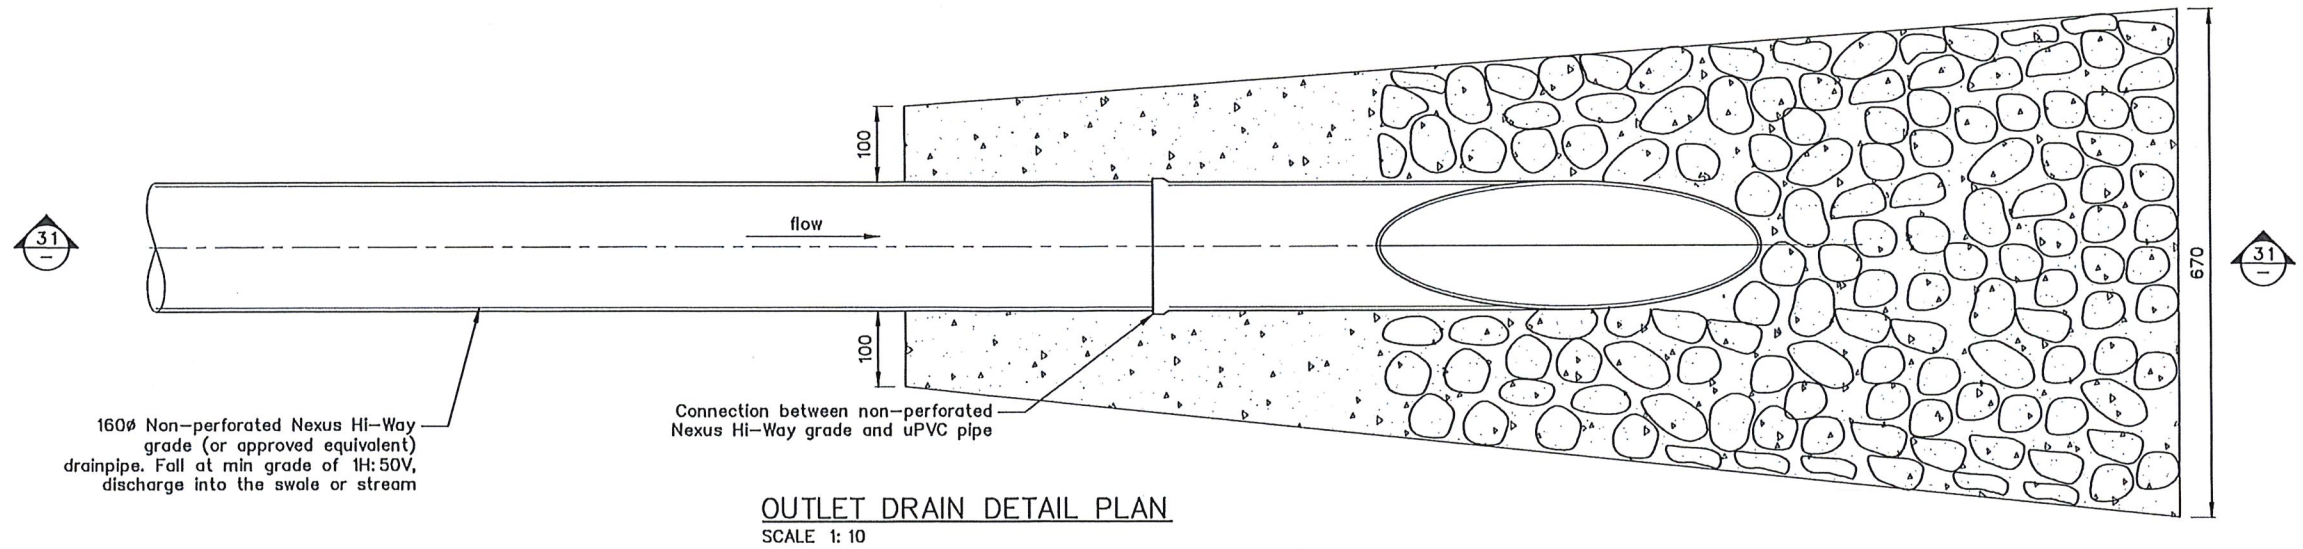 100
31
–
flow
31
–
670
100
160ø Non-perforated Nexus Hi-Way
grade (or approved equivalent)
drainpipe. Fall at min grade of 1H:50V,
discharge into the swale or stream
Connection between non-perforated
Nexus Hi-Way grade and uPVC pipe
OUTLET DRAIN DETAIL PLAN
SCALE 1:10